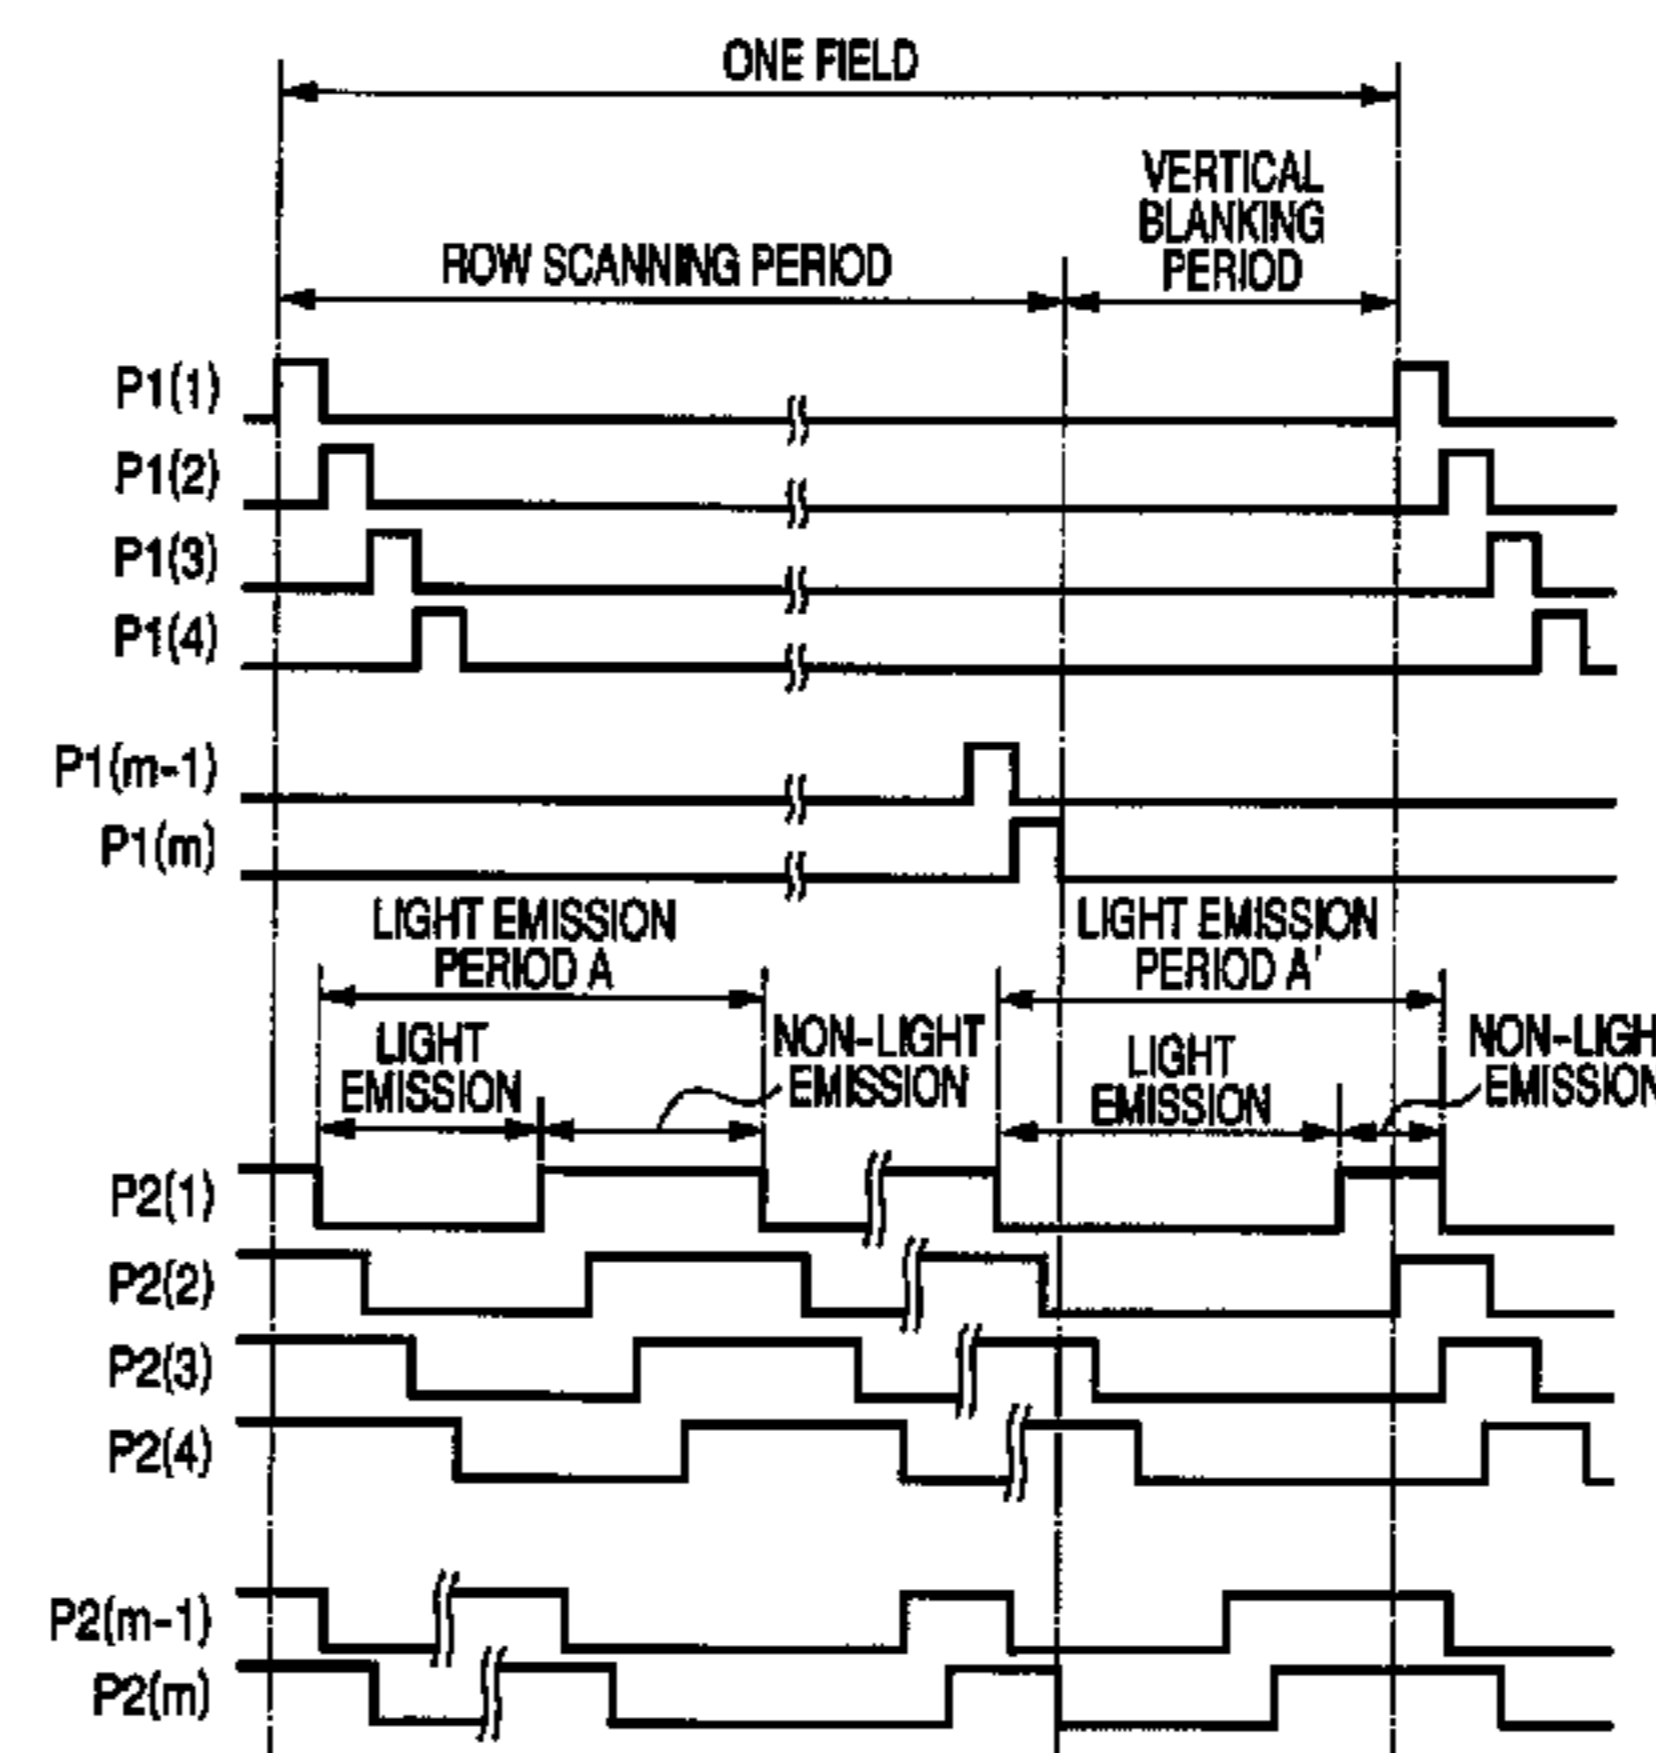 ONE FIELD
VERTICAL
BLANKING
PERIOD
ROW SCANNING PERIOD
P1(1)
P1(2)
P1(3)
P1(4)
P1(m-1)
P1(m)
LIGHT EMISSION
PERIOD A
LIGHT EMISSION
PERIOD A'
LIGHT
EMISSION
NON-LIGHT
EMISSION
LIGHT
EMISSION
NON-LIGH
EMISSION
P2(1)
P2(2)
P2(3)
P2(4)
P2(m-1)
P2(m)